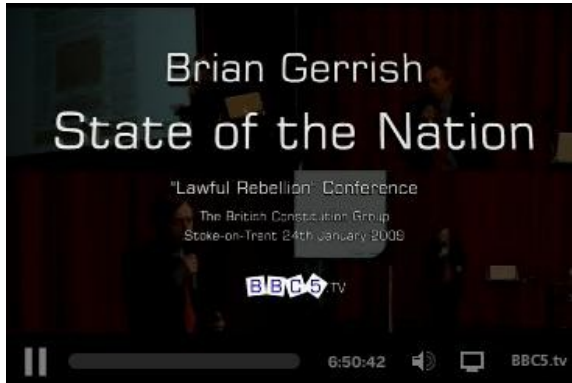 Brian Gerrish
State of the Nation
"Lawful Rebellion" Conference
The British Constitution Group
Stoke-on-Trent 24th January 2009
BBC5.TV
6:50:42
BBC5.tv